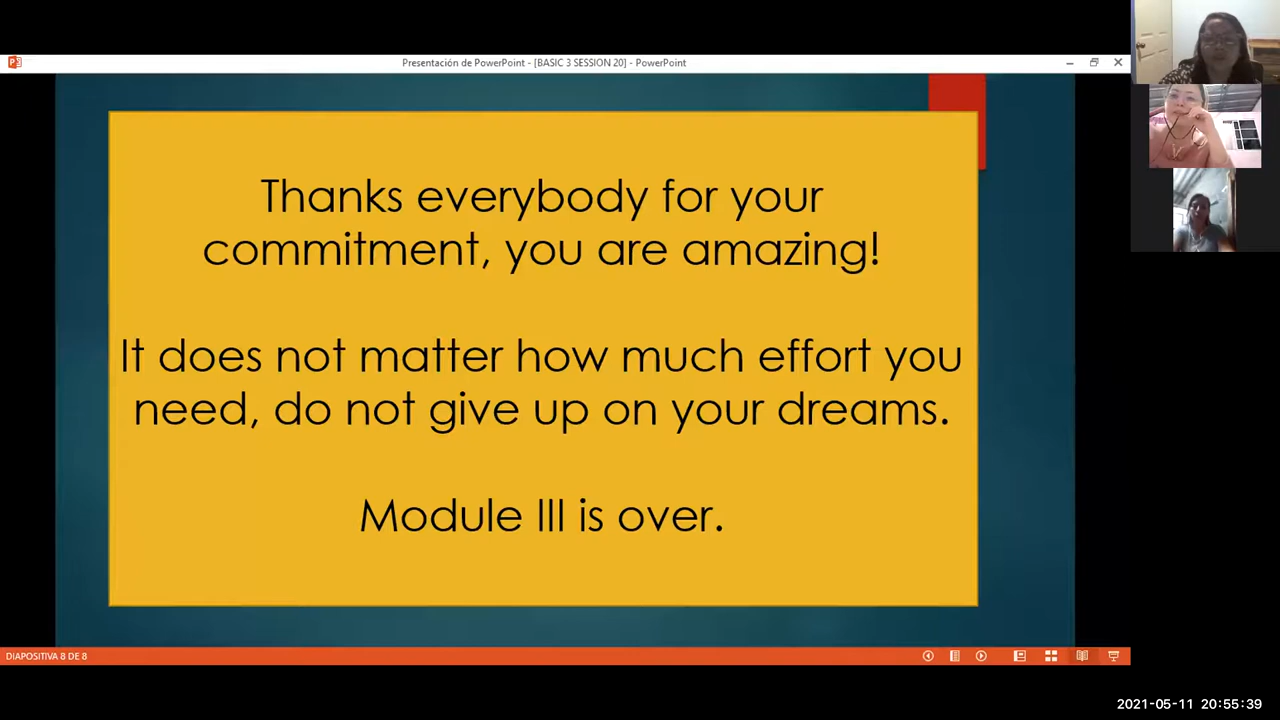 Presentación de PowerPoint - [BASIC 3 SESSION 20] - PowerPoint
Thanks everybody for your
commitment, you are amazing!
It does not matter how much effort you
need, do not give up on your dreams.
Module III is over.
DIAPOSITIVA 8 DE 8
2021-05-11 20:55:39